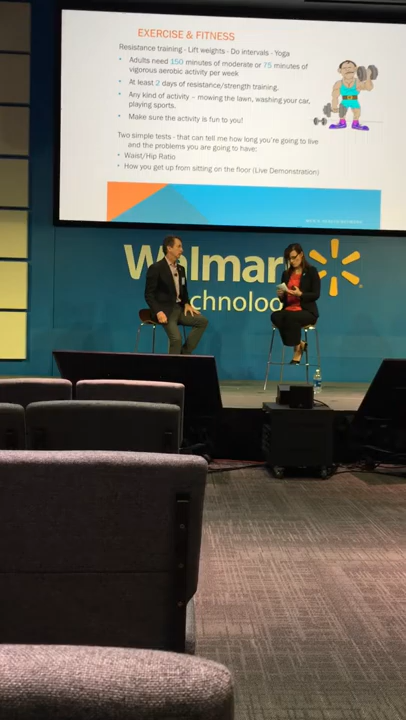 EXERCISE & FITNESS
Resistance training - Lift weights - Do intervals - Yoga
Adults need 150 minutes of moderate or 75 minutes of
vigorous aerobic activity per week
At least 2 days of resistance/strength training.
Any kind of activity – mowing the lawn, washing your car,
playing sports.
Make sure the activity is fun to you!
Two simple tests - that can tell me how long you're going to live
and the problems you are going to have:
Waist/Hip Ratio
How you get up from sitting on the floor (Live Demonstration)
Walmar
chnolo